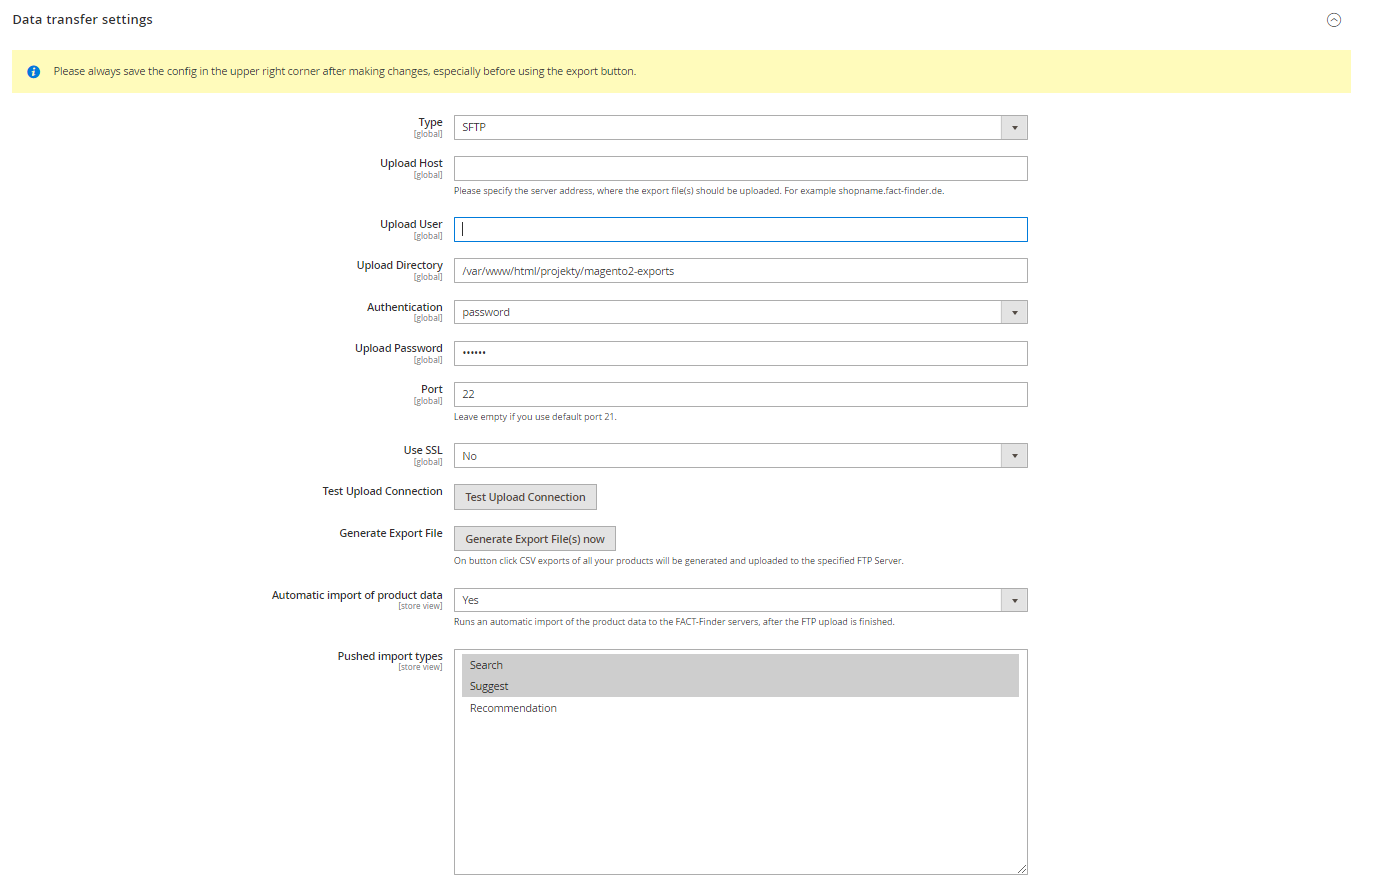 Data transfer settings
Please always save the config in the upper right corner after making changes, especially before using the export button.
Type
[global]
SFTP
Upload Host
[global]
Please specify the server address, where the export file(s) should be uploaded. For example shopname.fact-finder.de.
Upload User
[global]
Upload Directory
[global]
/var/www/html/projekty/magento2-exports
Authentication
[global]
password
Upload Password
[global]
••••••
Port
[global]
22
Leave empty if you use default port 21.
Use SSL
[global]
No
Test Upload Connection
Test Upload Connection
Generate Export File
Generate Export File(s) now
On button click CSV exports of all your products will be generated and uploaded to the specified FTP Server.
Automatic import of product data
[store view]
Yes
Runs an automatic import of the product data to the FACT-Finder servers, after the FTP upload is finished.
Pushed import types
[store view]
Search
Suggest
Recommendation